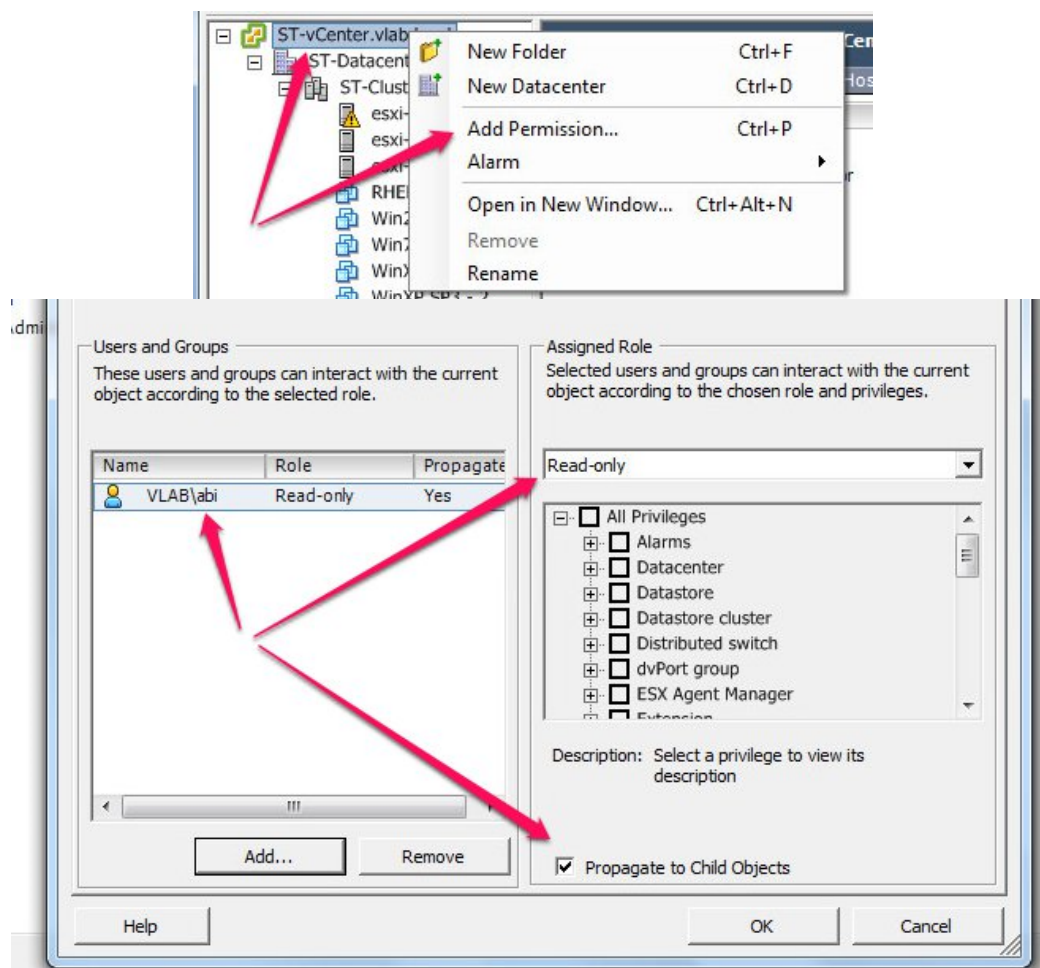 ST-vCenter.vlab
New Folder Ctrl+F
ST-Datacent
New Datacenter Ctrl+D
ST-Clust
esxi-
Add Permission... Ctrl+P
esxi-
Alarm
RHEL
Open in New Window... Ctrl+Alt+N
Win2
Win7
Remove
WinX
Rename
WinXP SP3 - 2
Users and Groups
These users and groups can interact with the current
object according to the selected role.
Name Role Propagate
VLAB\abi Read-only Yes
Add... Remove
Assigned Role
Selected users and groups can interact with the current
object according to the chosen role and privileges.
Read-only
All Privileges
Alarms
Datacenter
Datastore
Datastore cluster
Distributed switch
dvPort group
ESX Agent Manager
Extension
Description: Select a privilege to view its
description
Propagate to Child Objects
Help OK Cancel